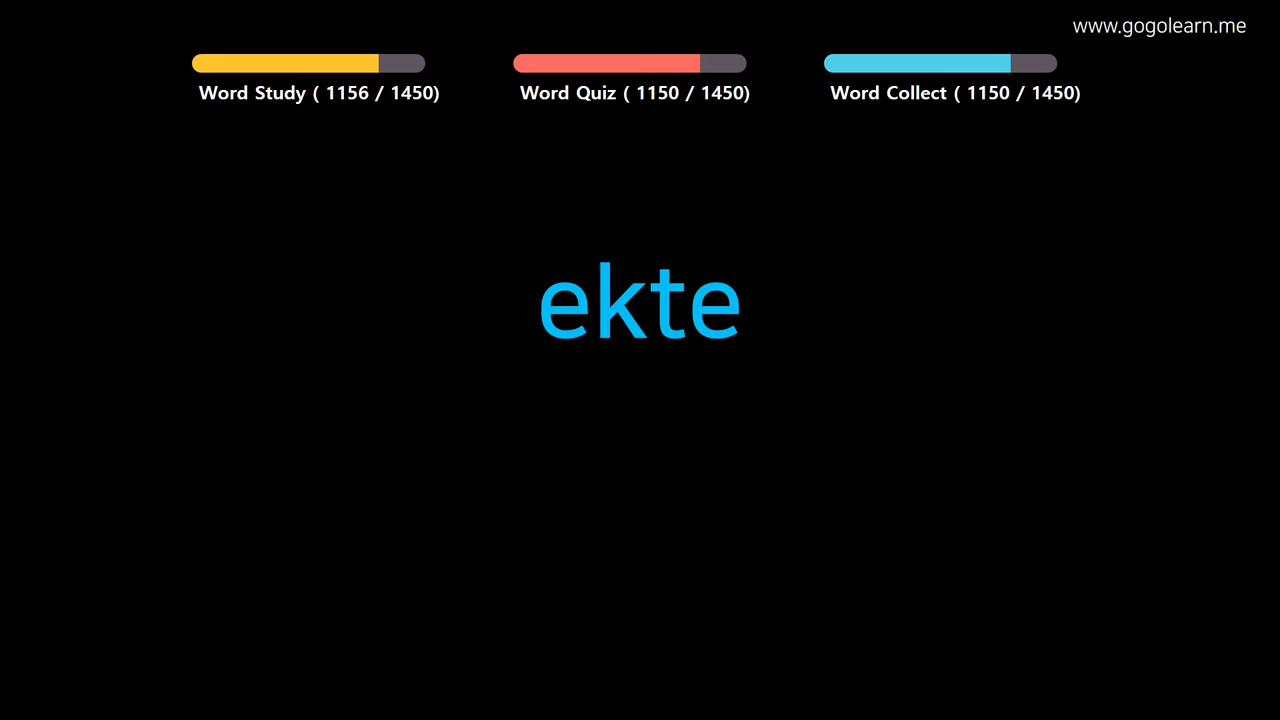 www.gogolearn.me
Word Study ( 1156 / 1450)
Word Quiz ( 1150 / 1450)
Word Collect ( 1150 / 1450)
ekte